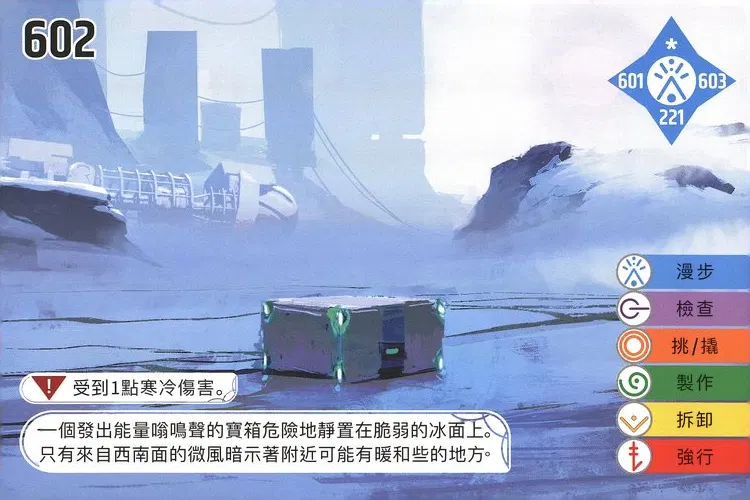 602
*
601
603
221
漫步
檢查
挑/撬
製作
拆卸
強行
! 受到1點寒冷傷害。
一個發出能量嗡鳴聲的寶箱危險地靜置在脆弱的冰面上。
只有來自西南面的微風暗示著附近可能有暖和些的地方。